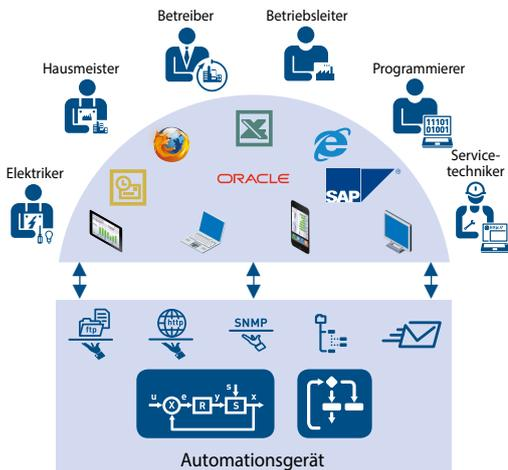 Betreiber
Betriebsleiter
Hausmeister
Programmierer
11101
01001
Elektriker
Service-
techniker
ORACLE
SAP
®
ftp
http
SNMP
u
e
y
s
x
X
R
S
Automationsgerät